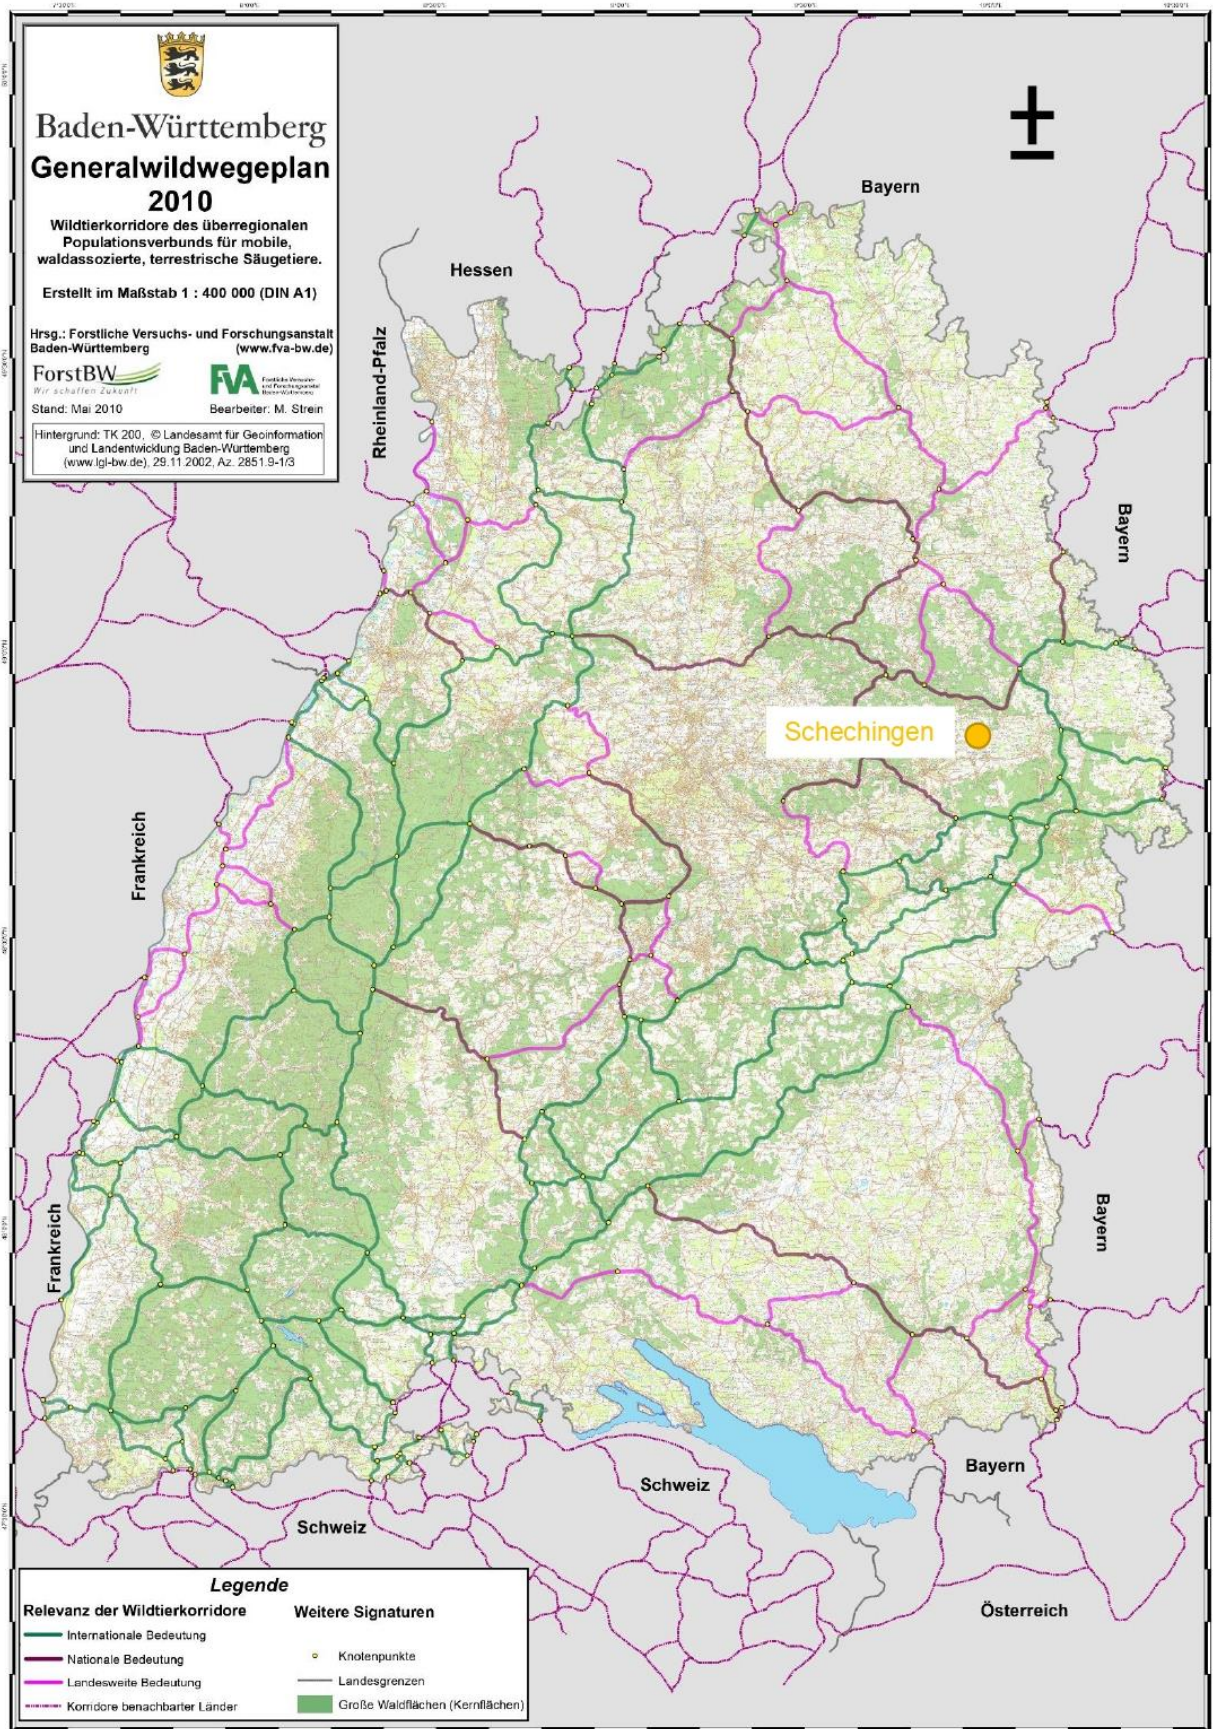 Baden-Württemberg
Generalwildwegeplan
2010
Wildtierkorridore des überregionalen
Populationsverbunds für mobile,
waldassozierte, terrestrische Säugetiere.
Erstellt im Maßstab 1 : 400 000 (DIN A1)
Hrsg.: Forstliche Versuchs- und Forschungsanstalt
Baden-Württemberg (www.fva-bw.de)
ForstBW
Wir schaffen Zukunft
FVA
Stand: Mai 2010 Bearbeiter: M. Strein
Hintergrund: TK 200, © Landesamt für Geoinformation
und Landentwicklung Baden-Württemberg
(www.lgl-bw.de), 29.11.2002, Az. 2851.9-1/3
Bayern
Hessen
Rheinland-Pfalz
Bayern
Schechingen
Frankreich
Frankreich
Bayern
Bayern
Schweiz
Schweiz
Österreich
Legende
Relevanz der Wildtierkorridore
Internationale Bedeutung
Nationale Bedeutung
Landesweite Bedeutung
Korridore benachbarter Länder
Weitere Signaturen
Knotenpunkte
Landesgrenzen
Große Waldflächen (Kernflächen)